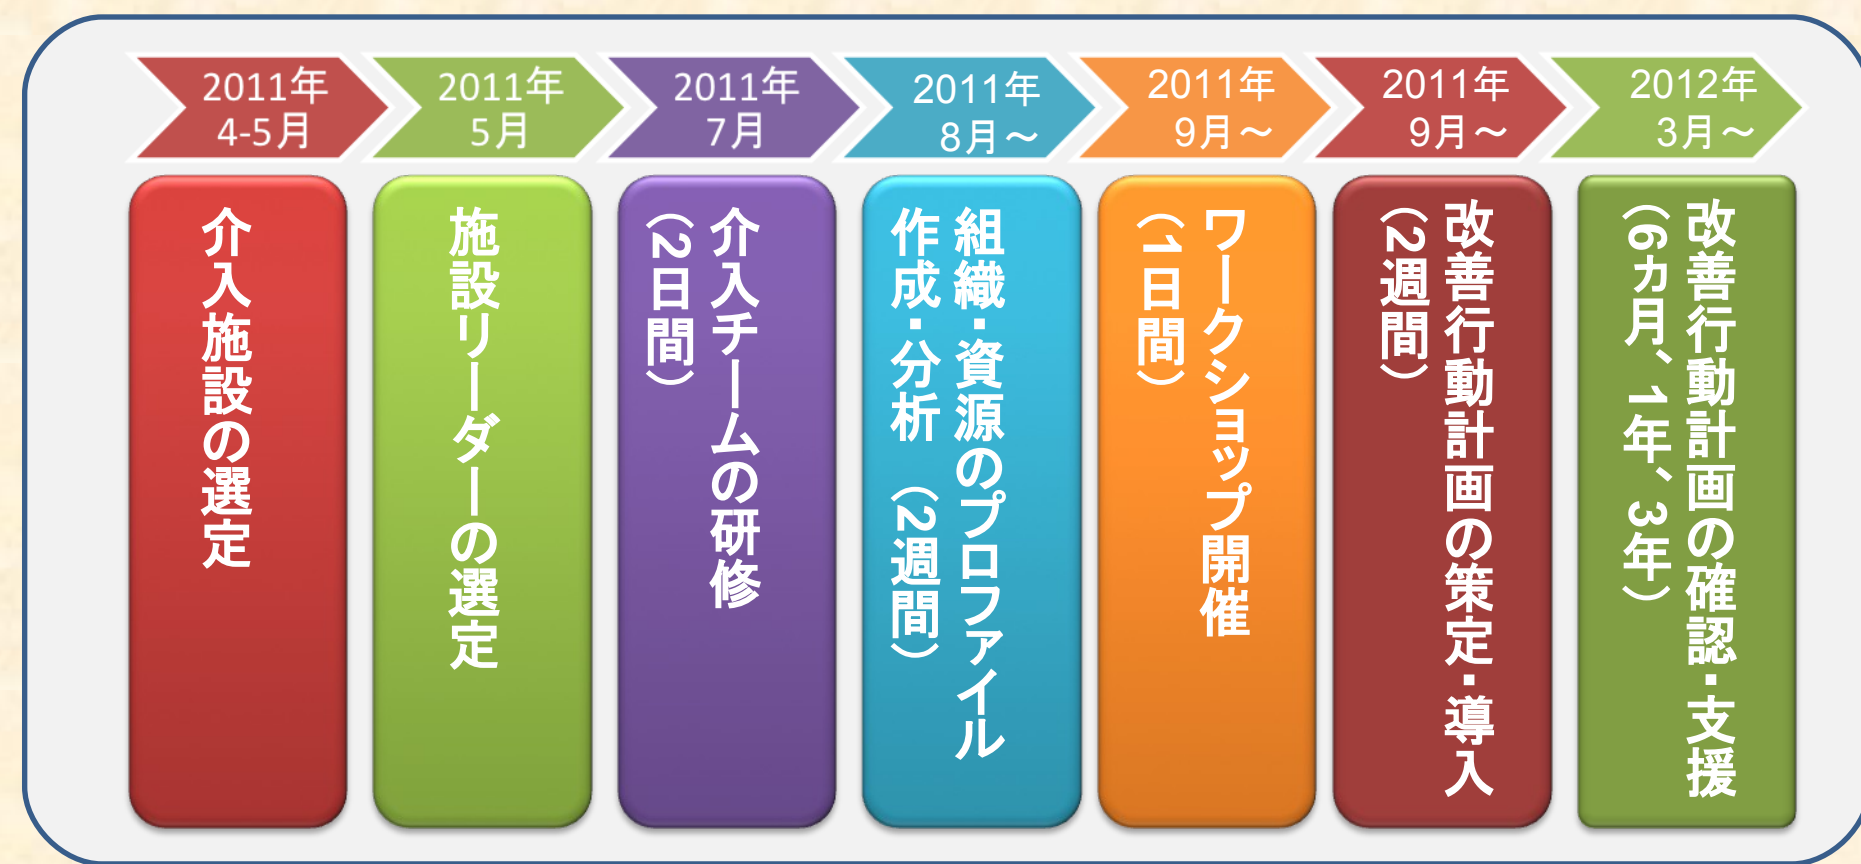 2011年
4-5月
2011年
5月
2011年
7月
2011年
8月～
2011年
9月～
2011年
9月～
2012年
3月～
介入施設の選定
施設リーダーの選定
介入チームの研修
（2日間）
組織・資源のプロファイル
作成・分析　（2週間）
ワークショップ開催
（1日間）
改善行動計画の策定・導入
（2週間）
改善行動計画の確認・支援
（6カ月、1年、3年）